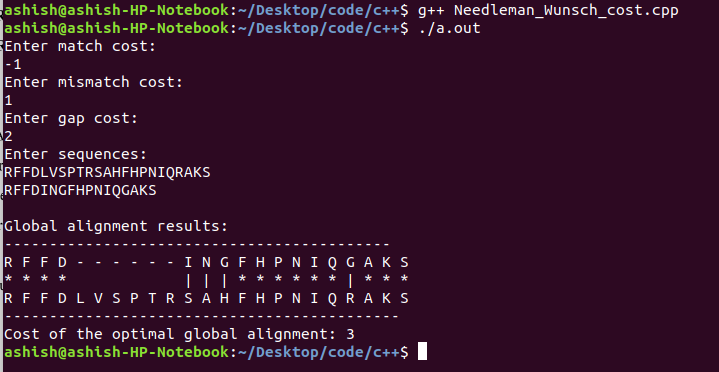 ashish@ashish-HP-Notebook:~/Desktop/code/c++$ g++ Needleman_Wunsch_cost.cpp
ashish@ashish-HP-Notebook:~/Desktop/code/c++$ ./a.out
Enter match cost:
-1
Enter mismatch cost:
1
Enter gap cost:
2
Enter sequences:
RFFDLVSPTRSAHFHPNIQRAKS
RFFDINGFHPNIQGAKS
Global alignment results:
-------------------------------------------
R F F D - - - - - - I N G F H P N I Q G A K S
* * * *             | | | * * * * * * | * * *
R F F D L V S P T R S A H F H P N I Q R A K S
--------------------------------------------
Cost of the optimal global alignment: 3
ashish@ashish-HP-Notebook:~/Desktop/code/c++$